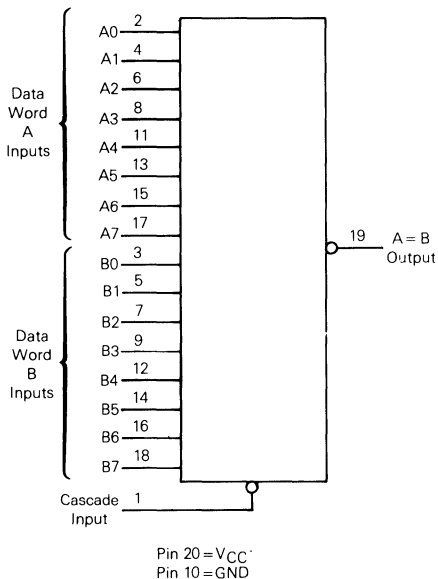 Data
Word
A
Inputs
A0 2
A1 4
A2 6
A3 8
A4 11
A5 13
A6 15
A7 17
Data
Word
B
Inputs
B0 3
B1 5
B2 7
B3 9
B4 12
B5 14
B6 16
B7 18
Cascade
Input
1
19
A = B
Output
Pin 20 = VCC
Pin 10 = GND